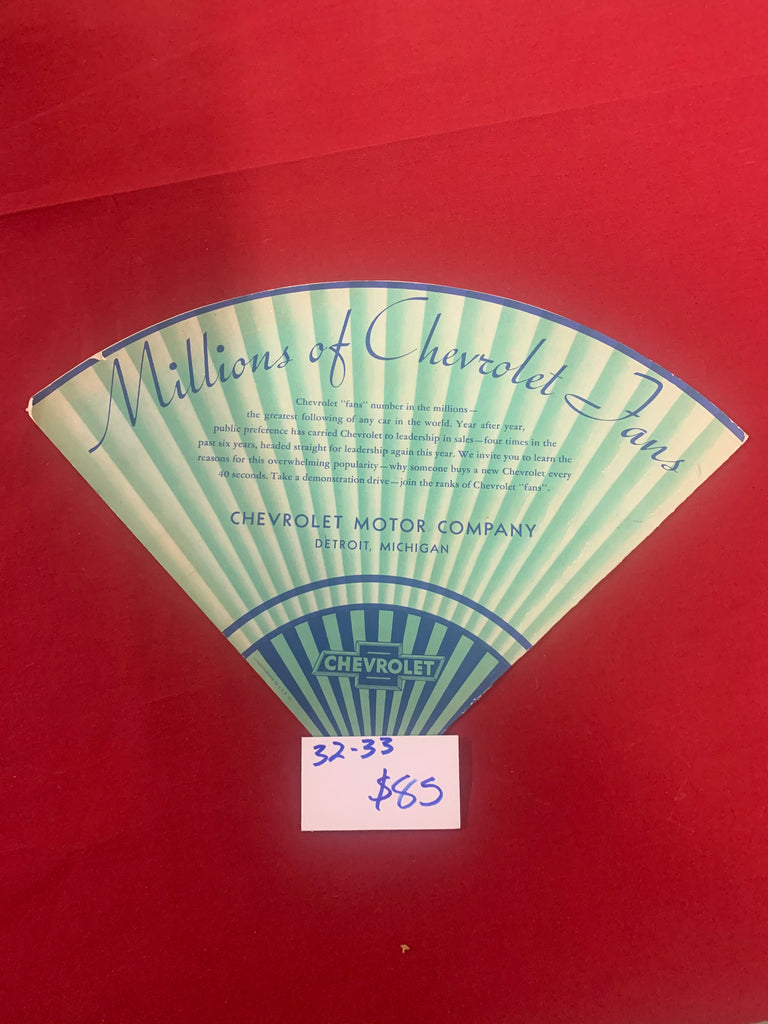 Millions of Chevrolet Fans
Chevrolet "fans" number in the millions—
the greatest following of any car in the world. Year after year,
public preference has carried Chevrolet to leadership in sales—four times in the
past six years, headed straight for leadership again this year. We invite you to learn the
reasons for this overwhelming popularity—why someone buys a new Chevrolet every
40 seconds. Take a demonstration drive—join the ranks of Chevrolet "fans".
CHEVROLET MOTOR COMPANY
DETROIT, MICHIGAN
CHEVROLET
32-33
$85